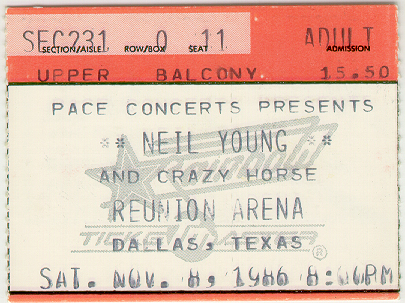 SEC231 0 11 ADULT
SECTION/AISLE ROW/BOX SEAT ADMISSION
UPPER BALCONY 15.50
PACE CONCERTS PRESENTS
** NEIL YOUNG **
AND CRAZY HORSE
REUNION ARENA
TICKETMASTER ®
DALLAS, TEXAS
SAT. NOV. 8, 1986 8:00PM